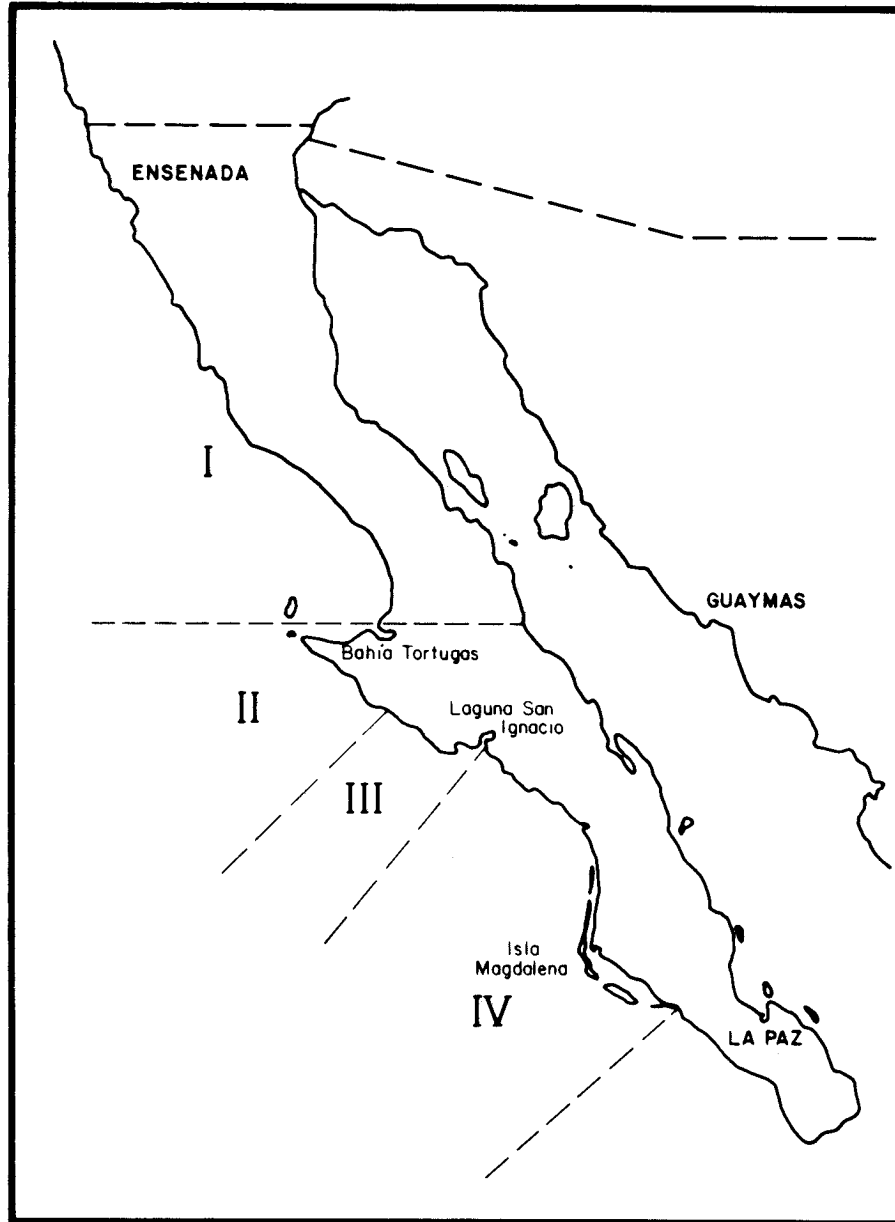 ENSENADA
I
GUAYMAS
Bahía Tortugas
II
Laguna San
Ignacio
III
Isla
Magdalena
IV
LA PAZ